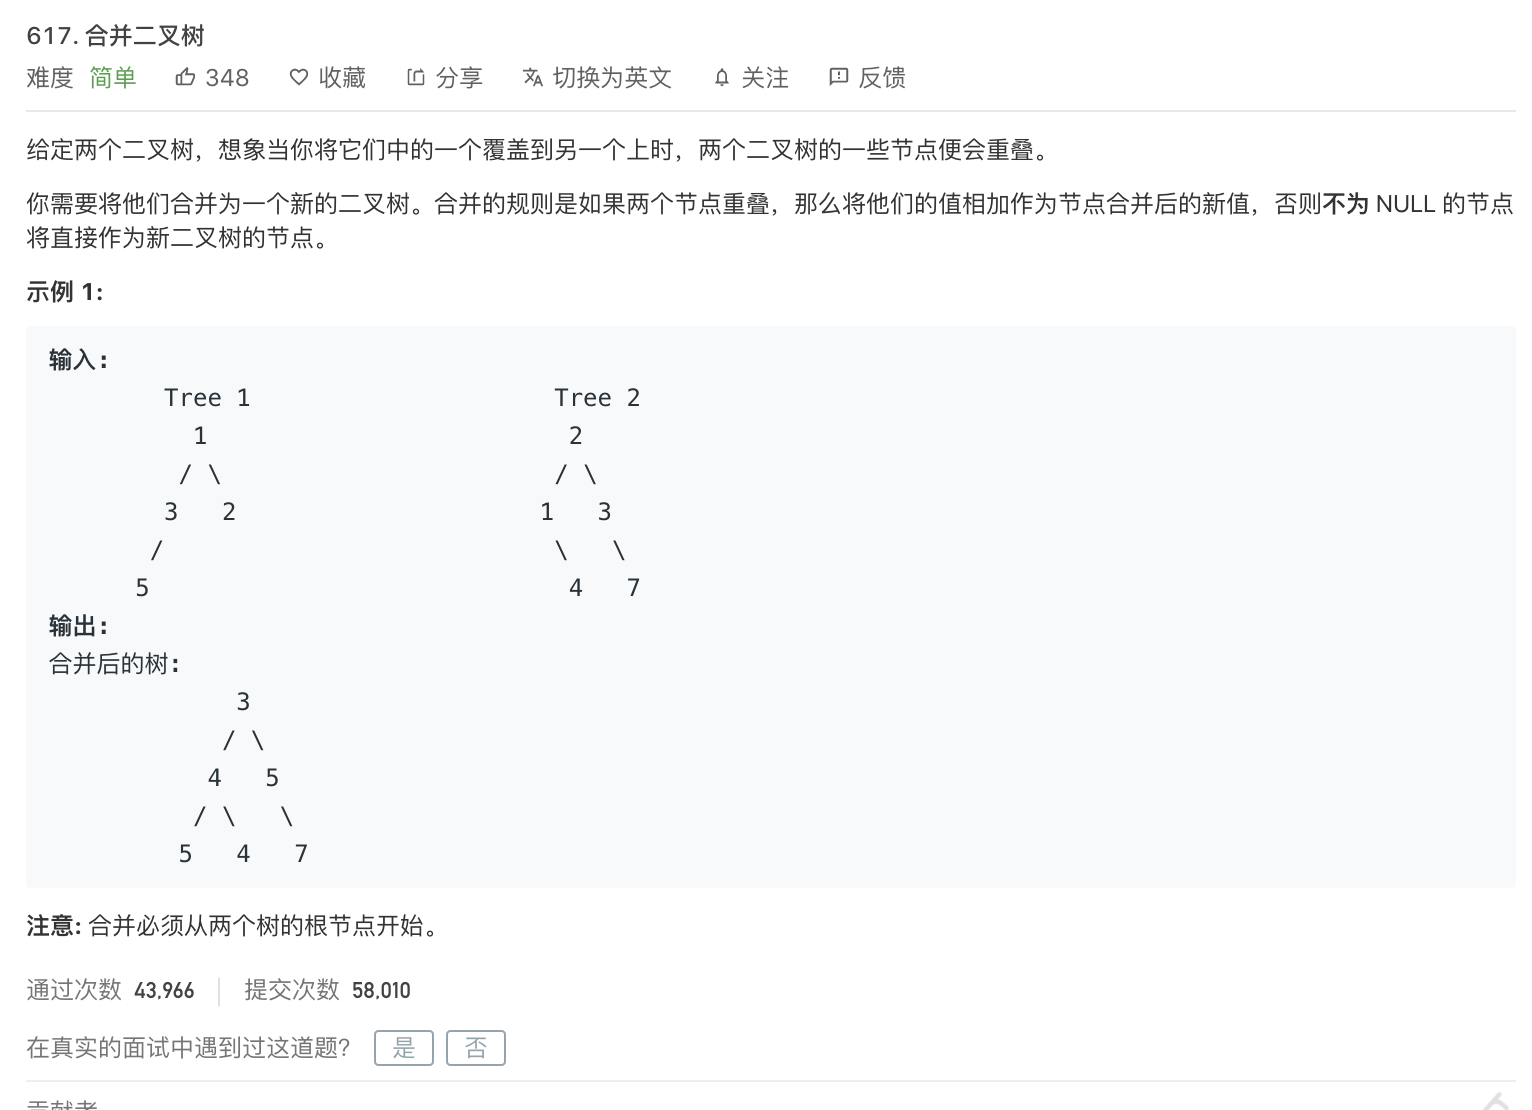 617. 合并二叉树
难度 简单 348 收藏 分享 切换为英文 关注 反馈
给定两个二叉树，想象当你将它们中的一个覆盖到另一个上时，两个二叉树的一些节点便会重叠。
你需要将他们合并为一个新的二叉树。合并的规则是如果两个节点重叠，那么将他们的值相加作为节点合并后的新值，否则不为 NULL 的节点
将直接作为新二叉树的节点。
示例 1:
输入:
Tree 1 Tree 2
1 2
/ \ / \
3 2 1 3
/ \ \
5 4 7
输出:
合并后的树:
3
/ \
4 5
/ \ \
5 4 7
注意: 合并必须从两个树的根节点开始。
通过次数 43,966 提交次数 58,010
在真实的面试中遇到过这道题? 是 否
贡献者